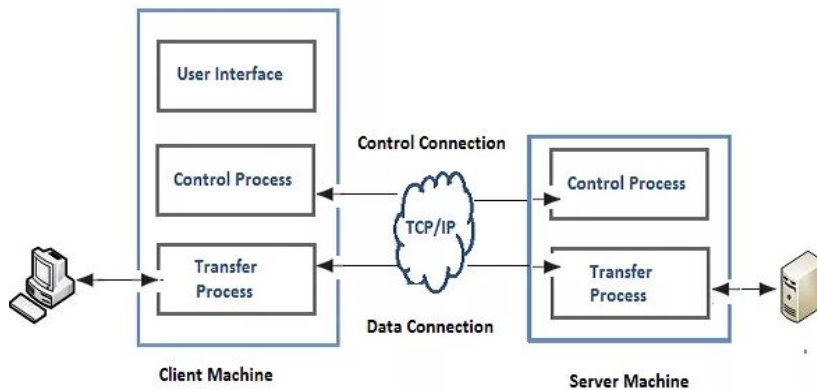 User Interface
Control Connection
Control Process
Control Process
TCP/IP
Transfer
Process
Transfer
Process
Data Connection
Client Machine
Server Machine